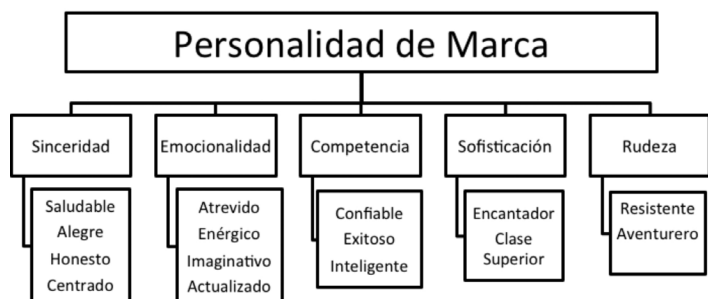 Personalidad de Marca
Sinceridad
Emocionalidad
Competencia
Sofisticación
Rudeza
Saludable
Alegre
Honesto
Centrado
Atrevido
Enérgico
Imaginativo
Actualizado
Confiable
Exitoso
Inteligente
Encantador
Clase
Superior
Resistente
Aventurero